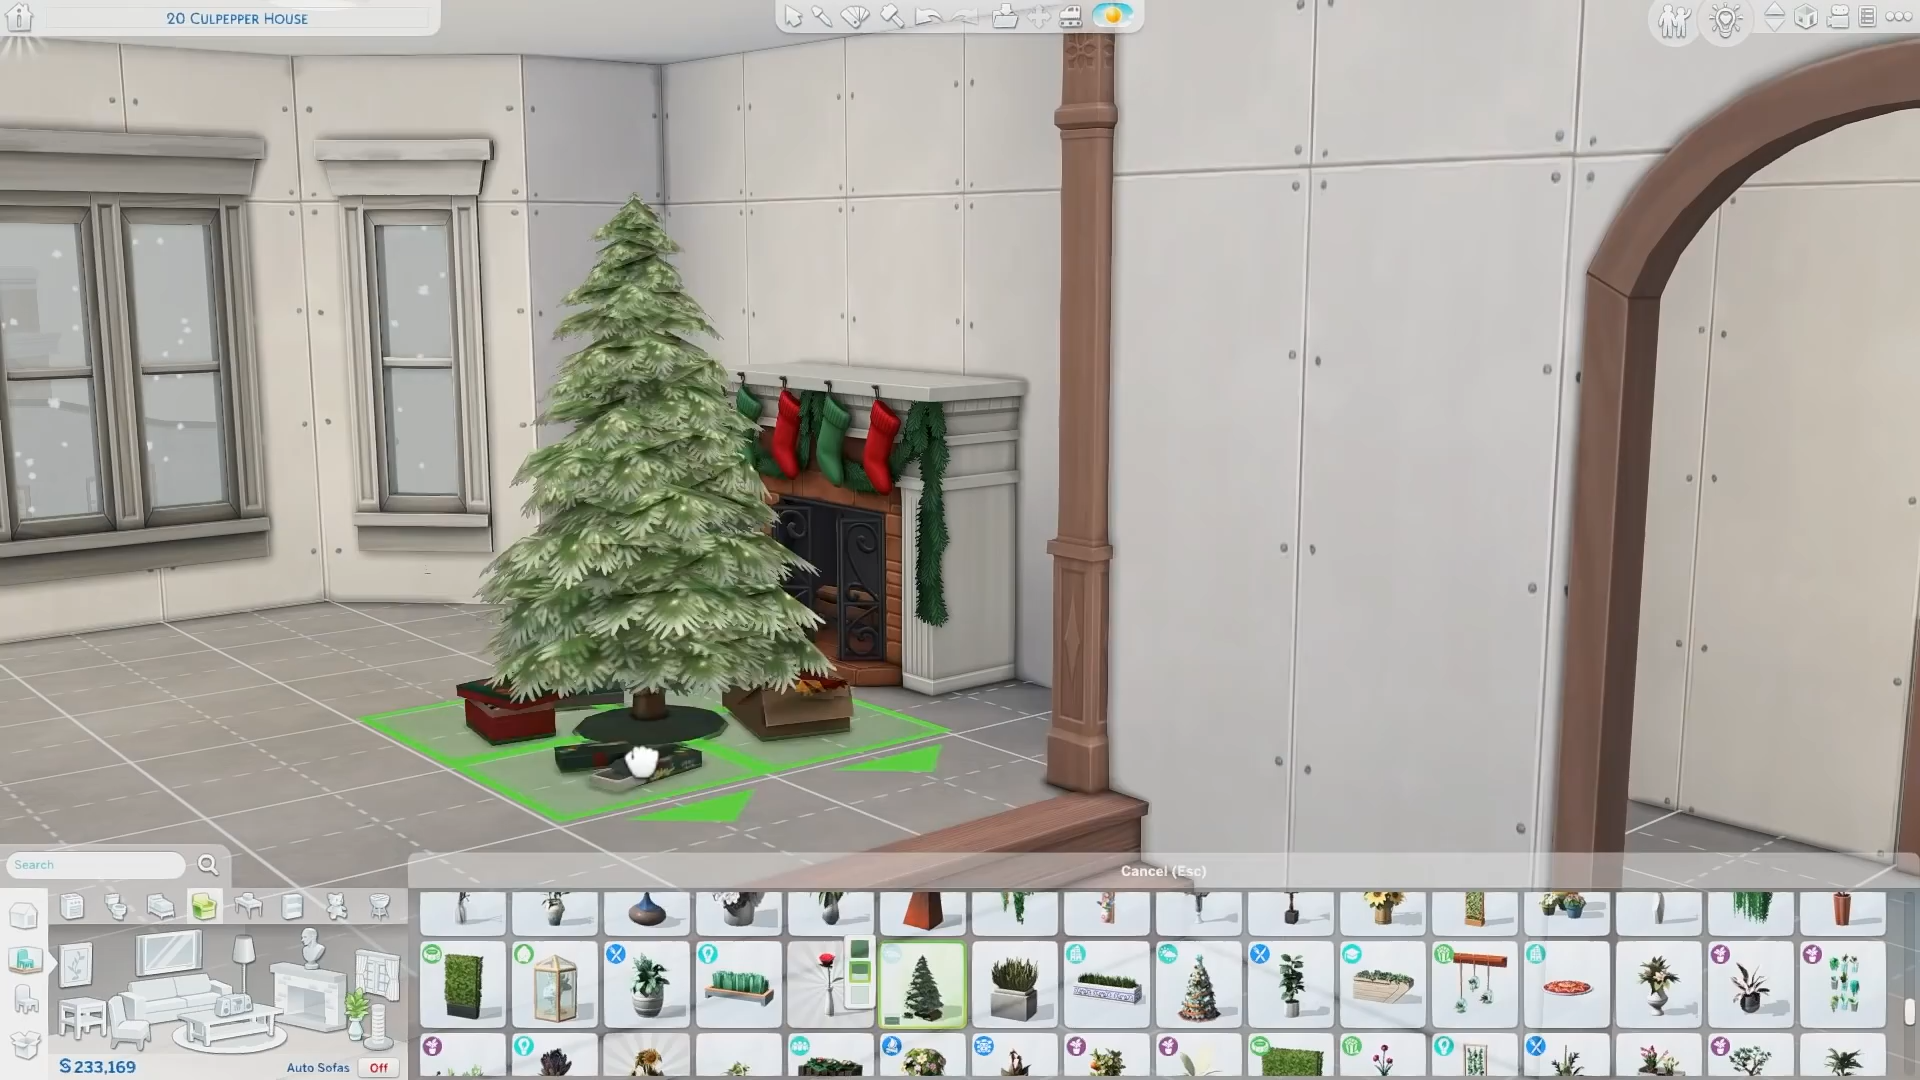 20 Culpepper House
Cancel (Esc)
Search
§233,169
Auto Sofas
Off